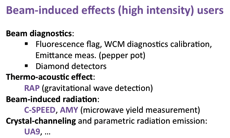 Beam-induced effects (high intensity) users
Beam diagnostics:
▪ Fluorescence flag, WCM diagnostics calibration,
Emittance meas. (pepper pot)
▪ Diamond detectors
Thermo-acoustic effect:
RAP (gravitational wave detection)
Beam-induced radiation:
C-SPEED, AMY (microwave yield measurement)
Crystal-channeling and parametric radiation emission:
UA9, ...